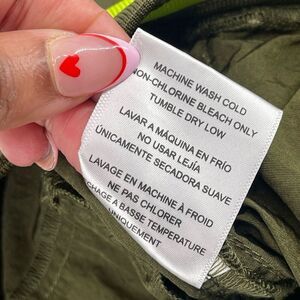 MACHINE WASH COLD
NON-CHLORINE BLEACH ONLY
TUMBLE DRY LOW
LAVAR A MÁQUINA EN FRÍO
NO USAR LEJÍA
ÚNICAMENTE SECADORA SUAVE
LAVAGE EN MACHINE À FROID
NE PAS CHLORER
CHAGE A BASSE TEMPERATURE
UNIQUEMENT